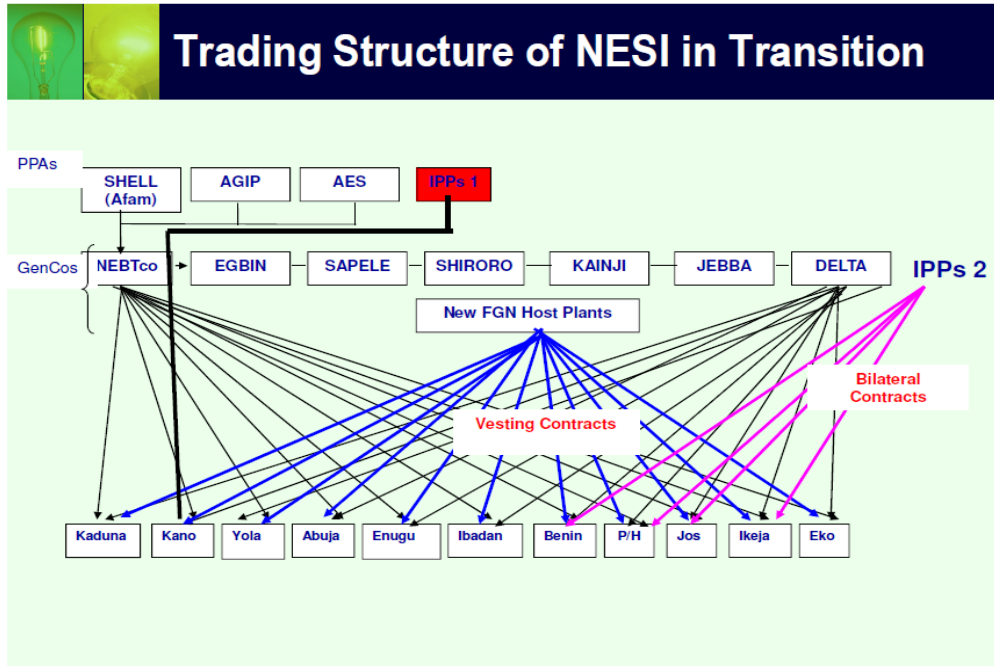 Trading Structure of NESI in Transition
PPAs
SHELL
(Afam)
AGIP
AES
IPPs 1
GenCos
NEBTco
EGBIN
SAPELE
SHIRORO
KAINJI
JEBBA
DELTA
IPPs 2
New FGN Host Plants
Bilateral
Contracts
Vesting Contracts
Kaduna
Kano
Yola
Abuja
Enugu
Ibadan
Benin
P/H
Jos
Ikeja
Eko